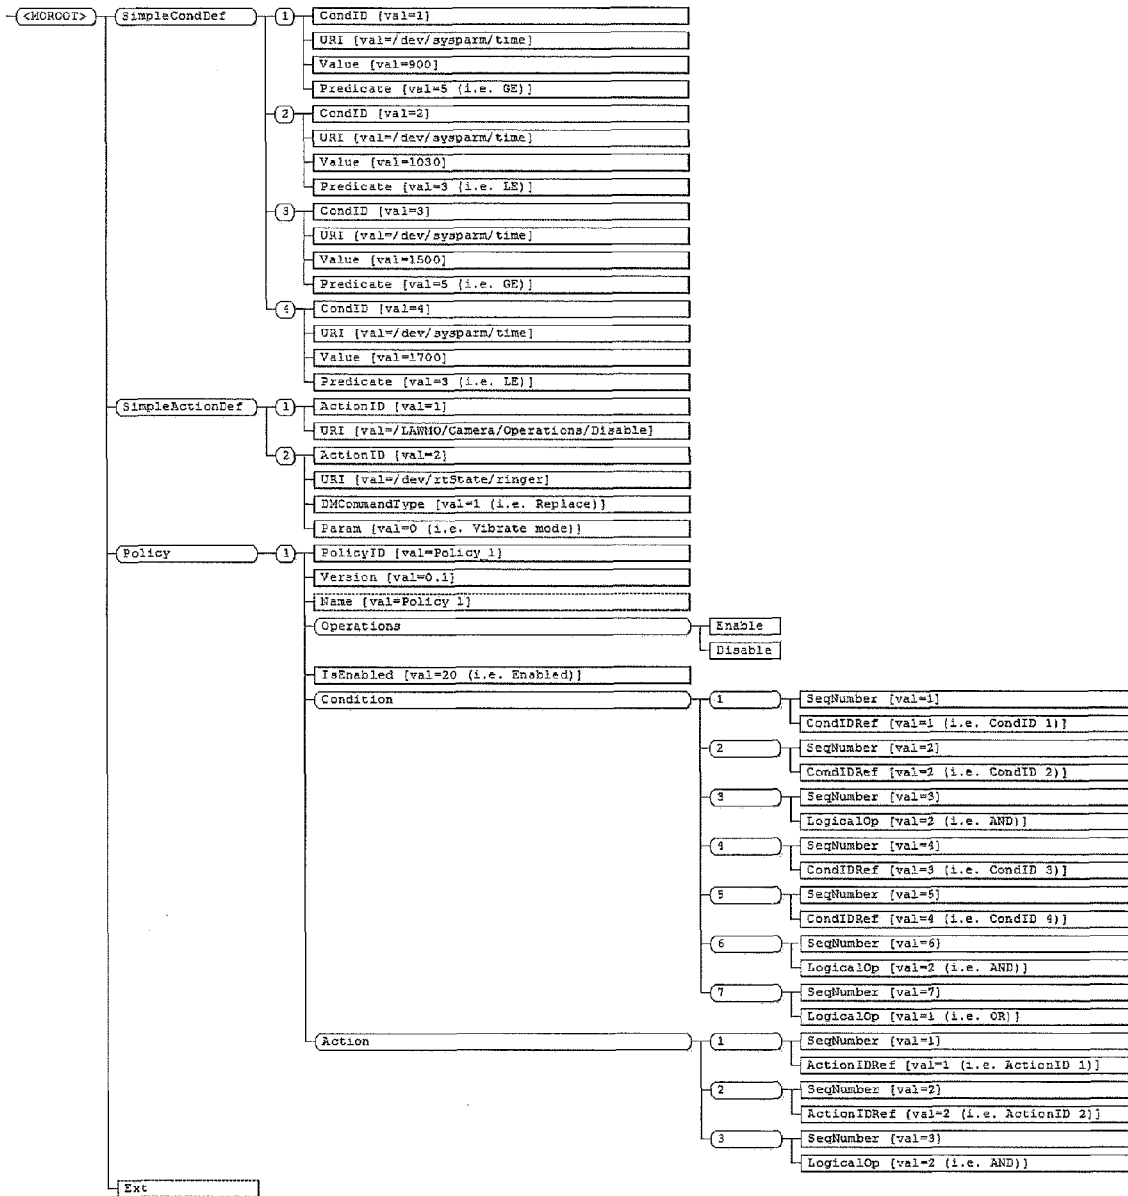 <MOROOT> SimpleCondDef 1 CondID [val=1]
URI [val=/dev/sysparm/time]
Value [val=900]
Predicate [val=5 (i.e. GE)]
2 CondID [val=2]
URI [val=/dev/sysparm/time]
Value [val=1030]
Predicate [val=3 (i.e. LE)]
3 CondID [val=3]
URI [val=/dev/sysparm/time]
Value [val=1500]
Predicate [val=5 (i.e. GE)]
4 CondID [val=4]
URI [val=/dev/sysparm/time]
Value [val=1700]
Predicate [val=3 (i.e. LE)]
SimpleActionDef 1 ActionID [val=1]
URI [val=/LAWMO/Camera/Operations/Disable]
2 ActionID [val=2]
URI [val=/dev/rtState/ringer]
DMCommandType [val=1 (i.e. Replace)]
Param [val=0 (i.e. Vibrate mode)]
Policy 1 PolicyID [val=Policy 1]
Version [val=0.1]
Name [val=Policy 1]
Operations Enable
Disable
IsEnabled [val=20 (i.e. Enabled)]
Condition 1 SeqNumber [val=1]
CondIDRef [val=1 (i.e. CondID 1)]
2 SeqNumber [val=2]
CondIDRef [val=2 (i.e. CondID 2)]
3 SeqNumber [val=3]
LogicalOp [val=2 (i.e. AND)]
4 SeqNumber [val=4]
CondIDRef [val=3 (i.e. CondID 3)]
5 SeqNumber [val=5]
CondIDRef [val=4 (i.e. CondID 4)]
6 SeqNumber [val=6]
LogicalOp [val=2 (i.e. AND)]
7 SeqNumber [val=7]
LogicalOp [val=1 (i.e. OR)]
Action 1 SeqNumber [val=1]
ActionIDRef [val=1 (i.e. ActionID 1)]
2 SeqNumber [val=2]
ActionIDRef [val=2 (i.e. ActionID 2)]
3 SeqNumber [val=3]
LogicalOp [val=2 (i.e. AND)]
Ext